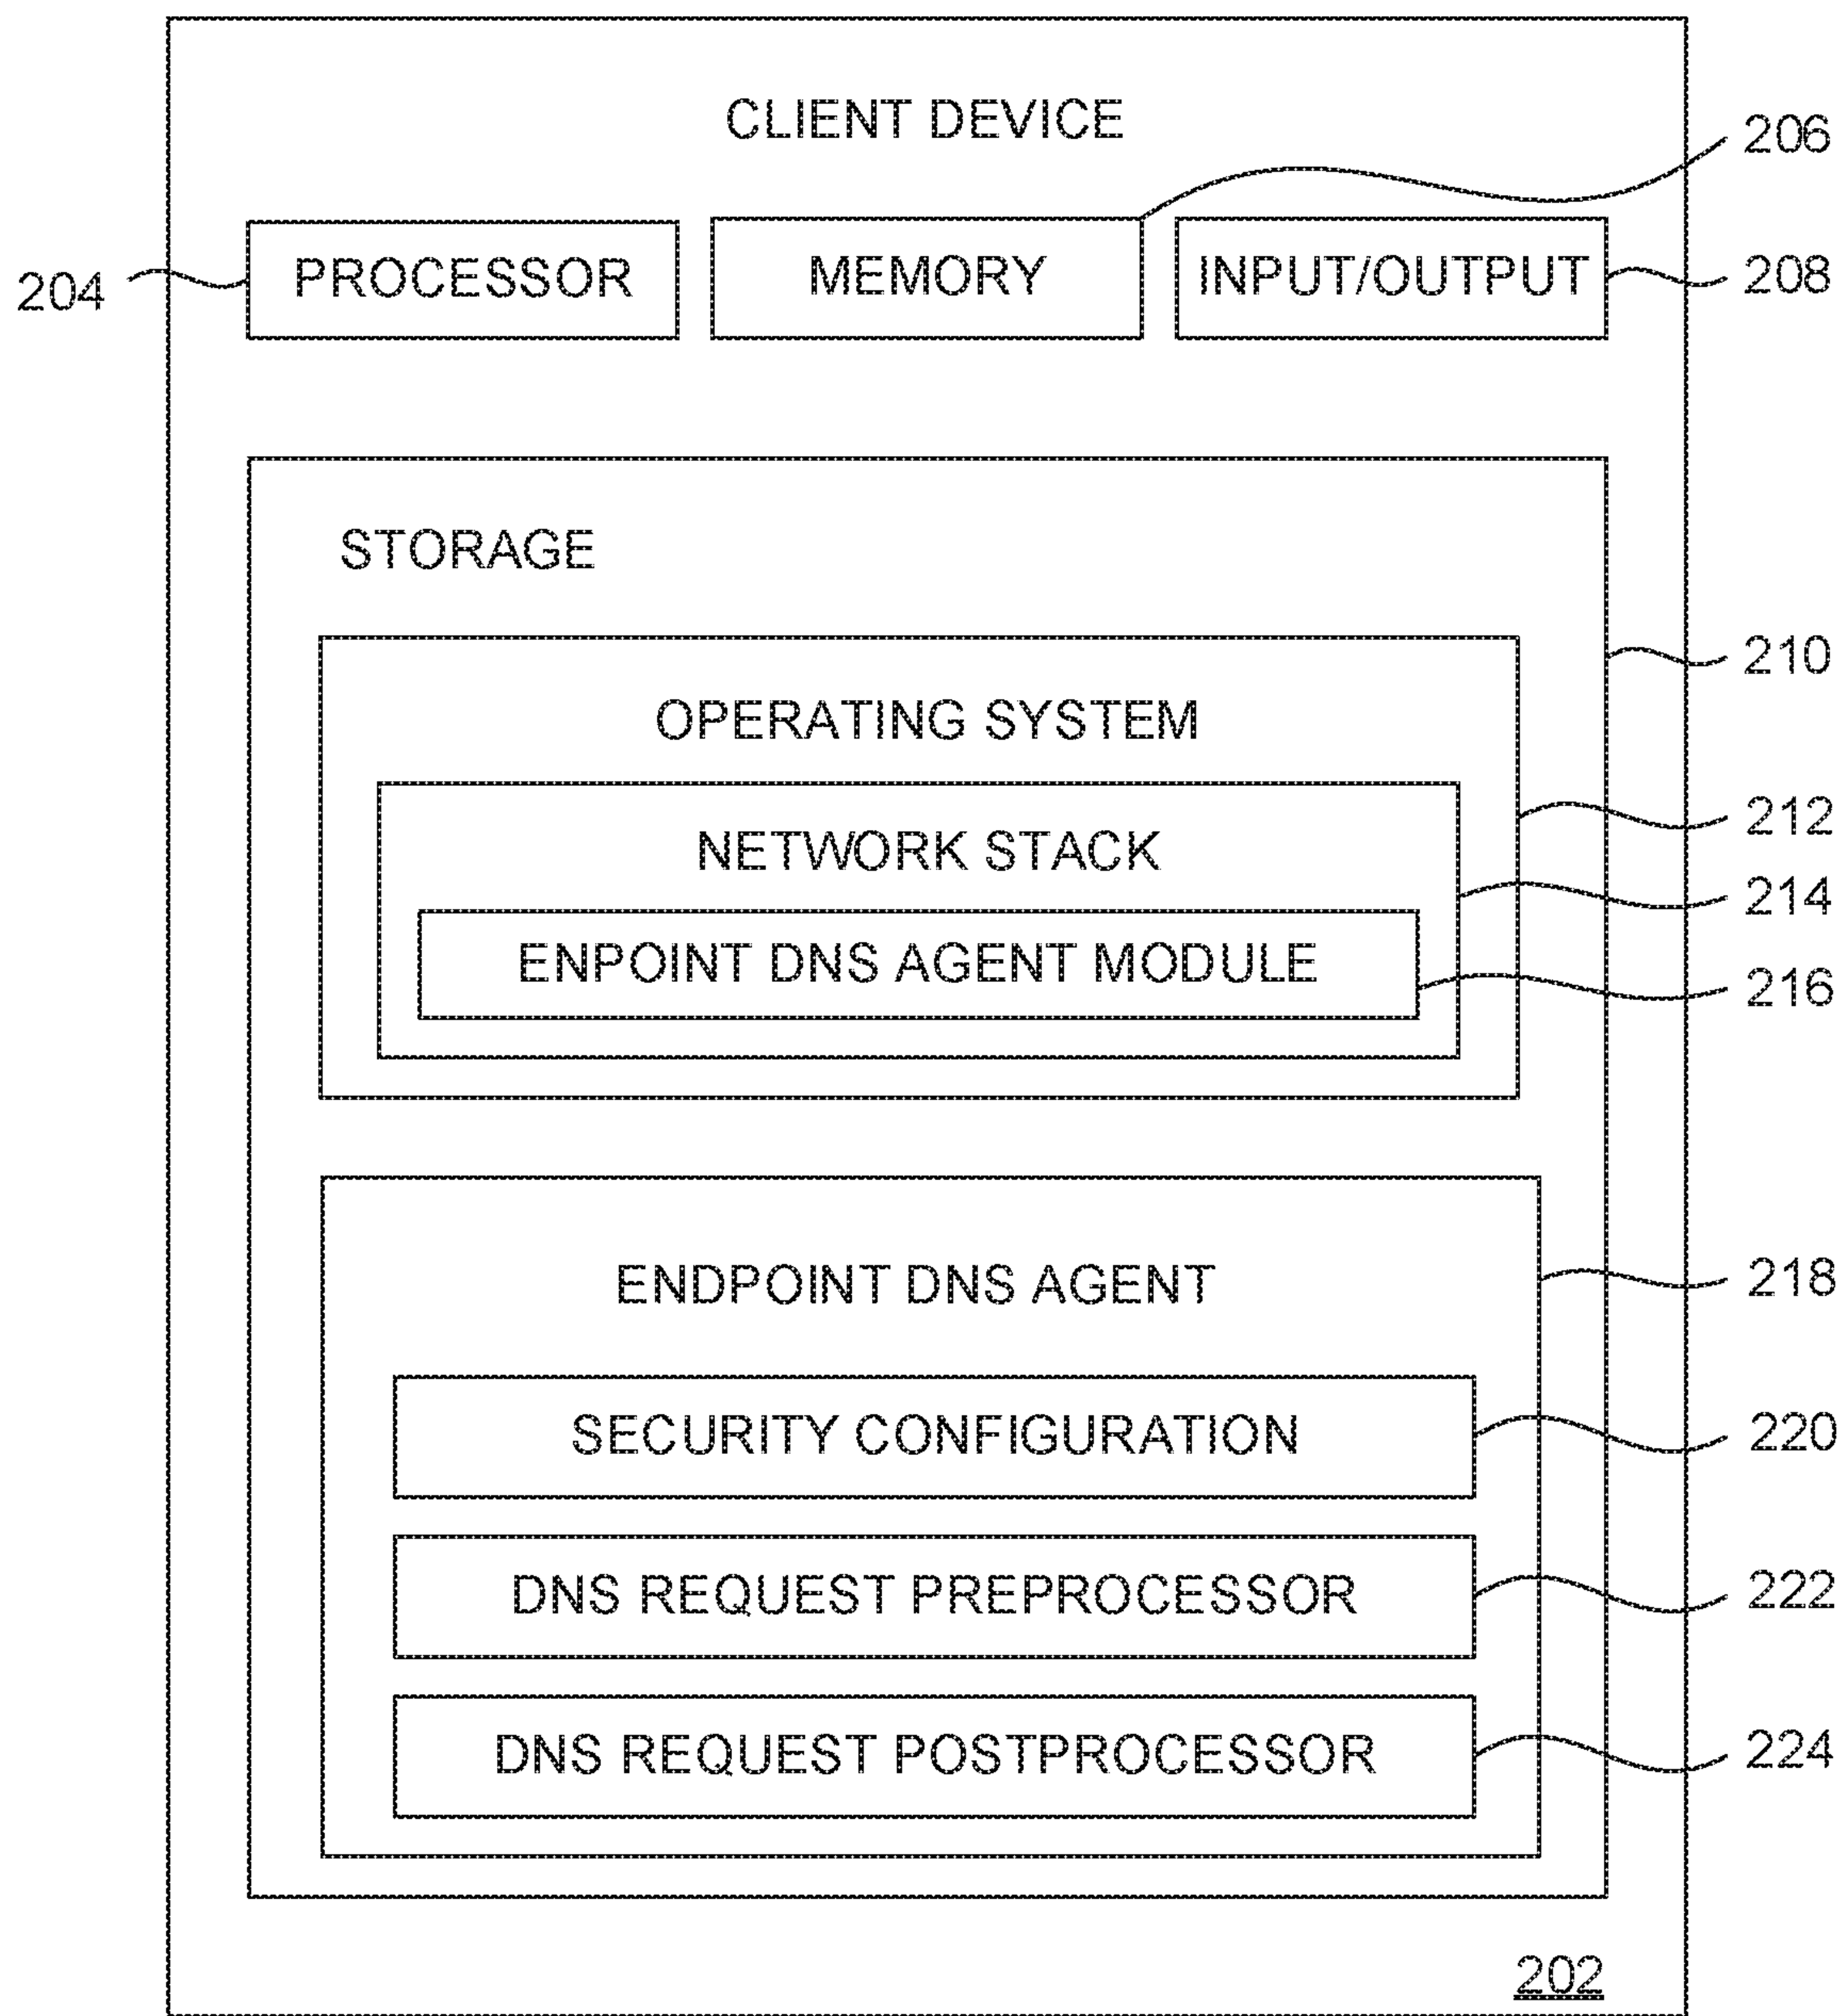 CLIENT DEVICE
206
PROCESSOR
MEMORY
INPUT/OUTPUT
204
208
STORAGE
210
OPERATING SYSTEM
212
NETWORK STACK
214
ENPOINT DNS AGENT MODULE
216
ENDPOINT DNS AGENT
218
SECURITY CONFIGURATION
220
DNS REQUEST PREPROCESSOR
222
DNS REQUEST POSTPROCESSOR
224
202